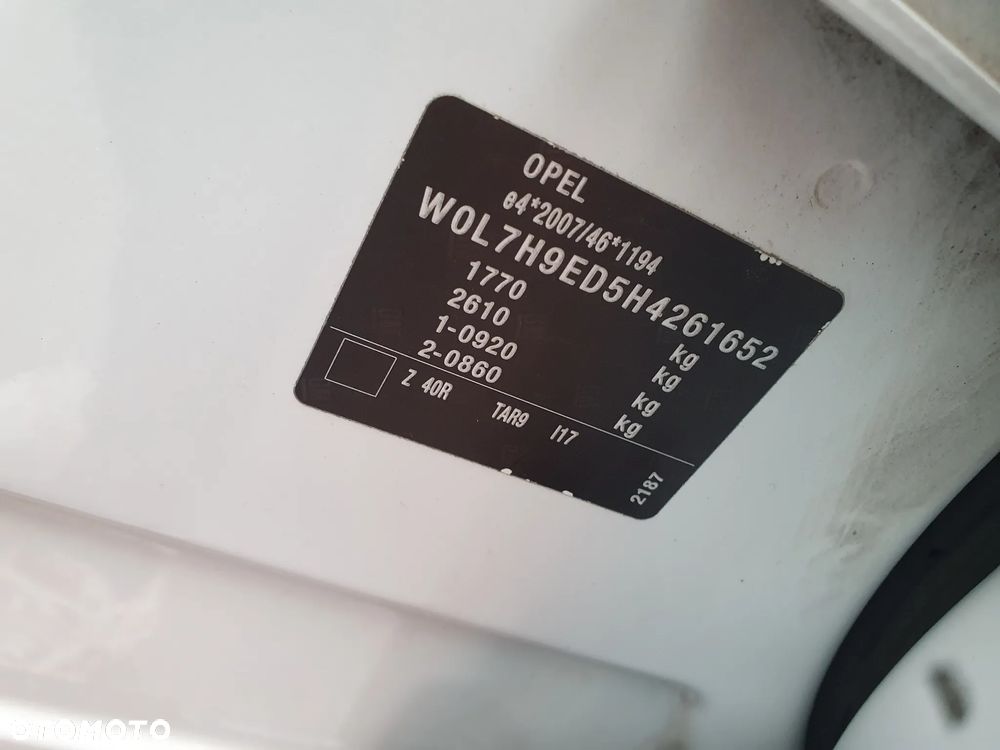 OPEL
e4*2007/46*1194
W0L7H9ED5H4261652
1770 kg
2610 kg
1-0920 kg
2-0860 kg
Z 40R TAR9 I17
2187
OTOMOTO